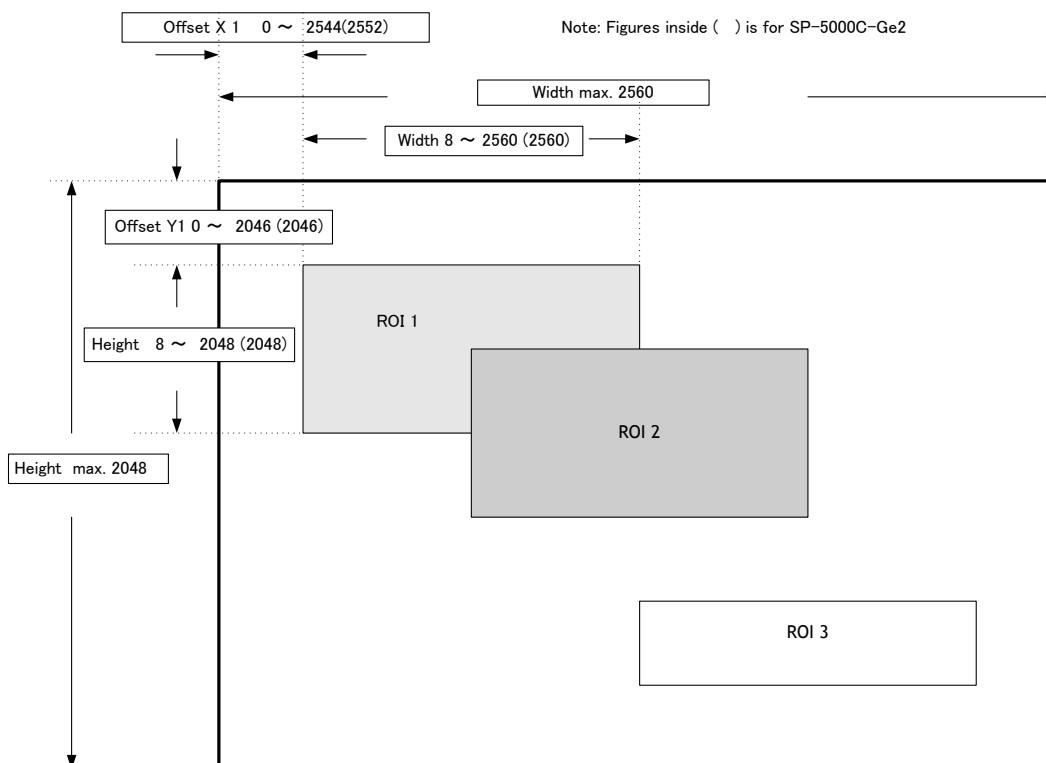 Offset X 1 0 ～ 2544(2552)
Note: Figures inside ( ) is for SP-5000C-Ge2
Width max. 2560
Width 8 ～ 2560 (2560)
Offset Y1 0 ～ 2046 (2046)
ROI 1
Height 8 ～ 2048 (2048)
ROI 2
Height max. 2048
ROI 3